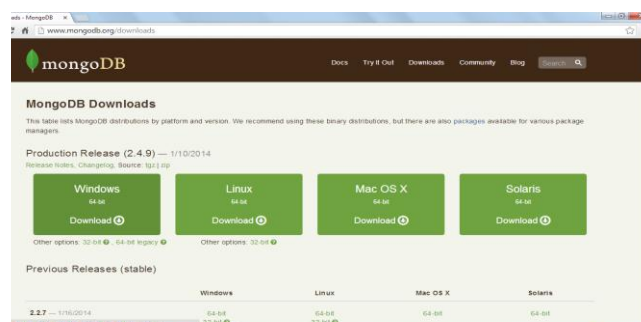 ads - MongoDB
www.mongodb.org/downloads
mongoDB
Docs Try It Out Downloads Community Blog Search
MongoDB Downloads
This table lists MongoDB distributions by platform and version. We recommend using these binary distributions, but there are also packages available for various package
managers.
Production Release (2.4.9) — 1/10/2014
Release Notes, Changelog, Source: tgz | zip
Windows Linux Mac OS X Solaris
64-bit 64-bit 64-bit 64-bit
Download Download Download Download
Other options: 32-bit , 64-bit legacy Other options: 32-bit
Previous Releases (stable)
Windows Linux Mac OS X Solaris
2.2.7 — 1/16/2014 64-bit 64-bit 64-bit 64-bit
32-bit 32-bit